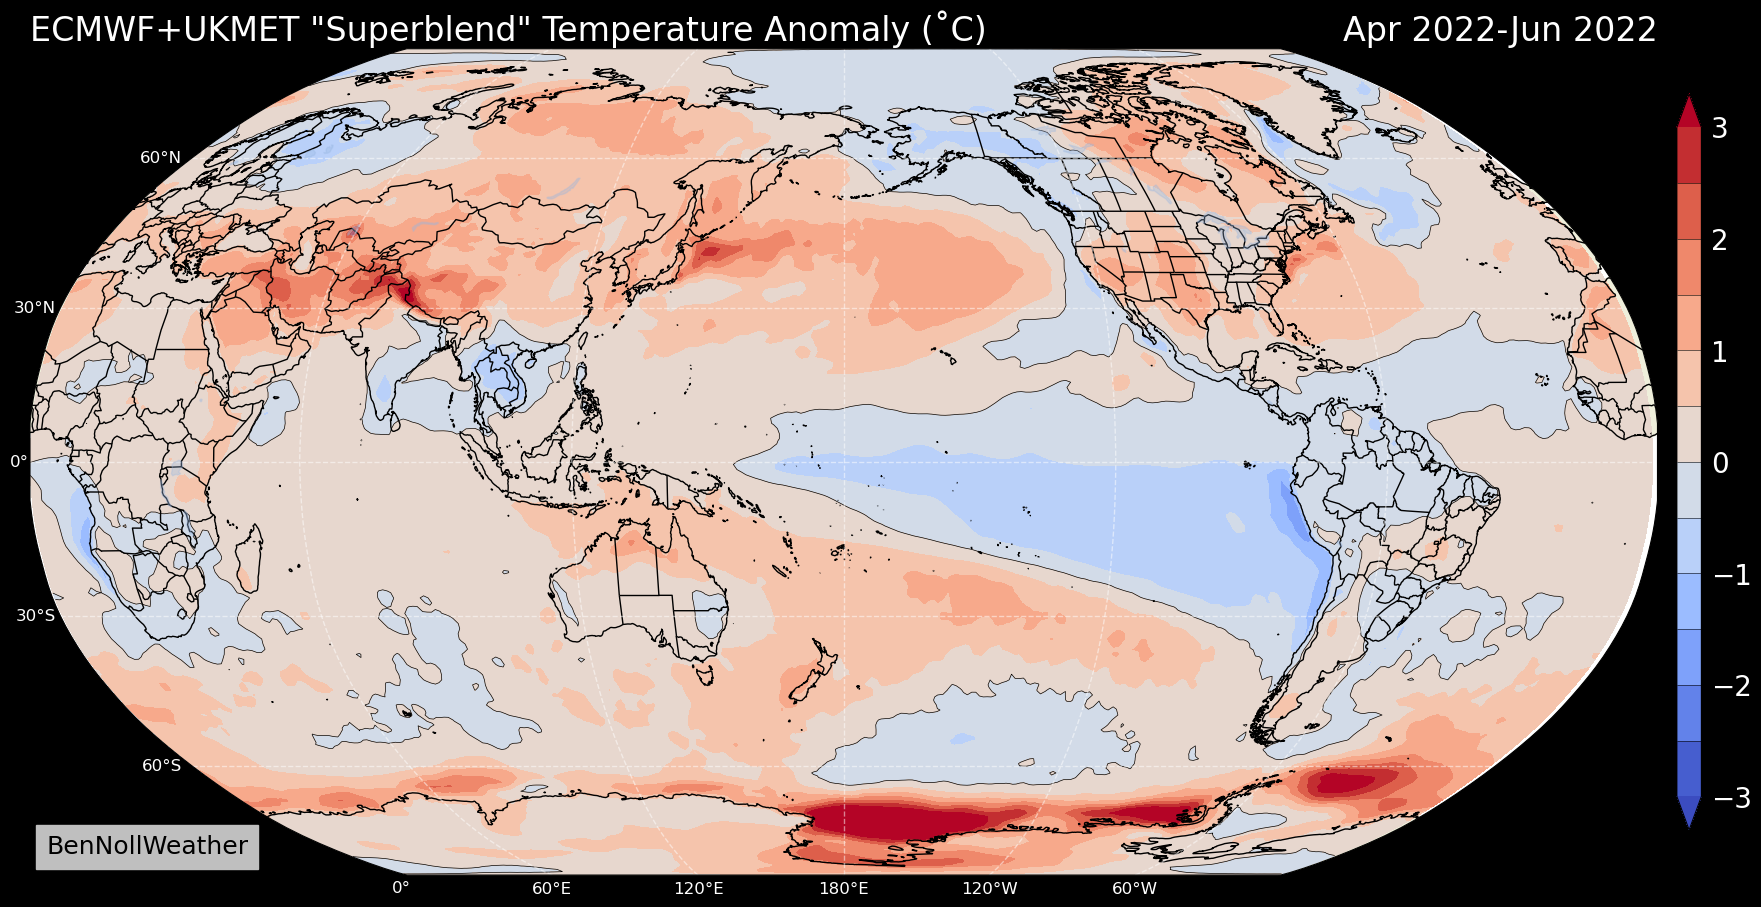 ECMWF+UKMET "Superblend" Temperature Anomaly (˚C)
Apr 2022-Jun 2022
3
2
1
0
−1
−2
−3
60°N
30°N
0°
30°S
60°S
BenNollWeather
0°
60°E
120°E
180°E
120°W
60°W